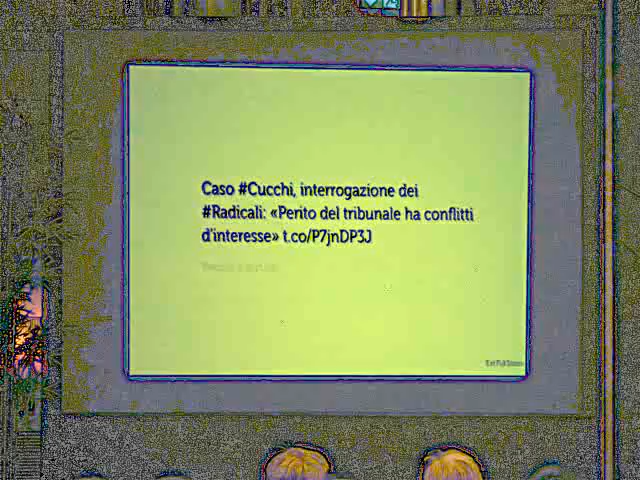 Caso #Cucchi, interrogazione dei
#Radicali: «Perito del tribunale ha conflitti
d'interesse» t.co/P7jnDP3J